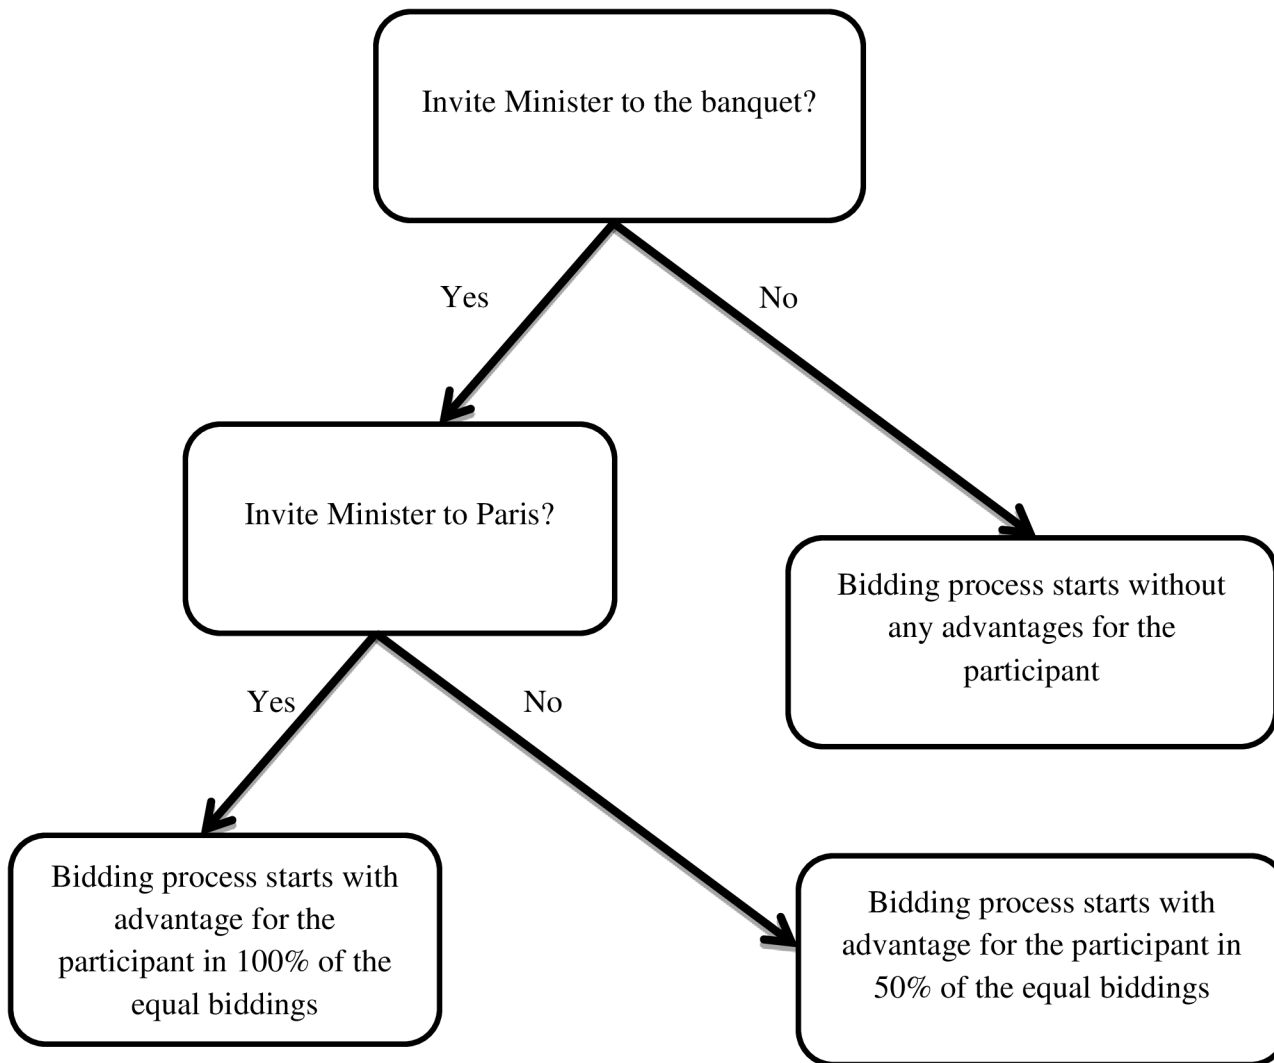 Invite Minister to the banquet?
Yes
No
Invite Minister to Paris?
Bidding process starts without
any advantages for the
participant
Yes
No
Bidding process starts with
advantage for the
participant in 100% of the
equal biddings
Bidding process starts with
advantage for the participant in
50% of the equal biddings